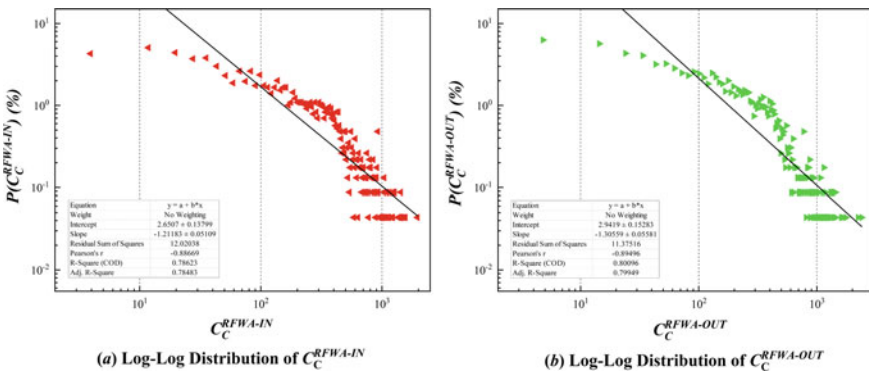 10¹
10⁰
10⁻¹
10⁻²
P(C_C^{RFWA-IN}) (%)
Equation y = a + b*x
Weight No Weighting
Intercept 2.6507 ± 0.13799
Slope -1.21183 ± 0.05109
Residual Sum of Squares 12.02038
Pearson's r -0.88669
R-Square (COD) 0.78623
Adj. R-Square 0.78483
10¹ 10² 10³
C_C^{RFWA-IN}
(a) Log-Log Distribution of C_C^{RFWA-IN}
10¹
10⁰
10⁻¹
10⁻²
P(C_C^{RFWA-OUT}) (%)
Equation y = a + b*x
Weight No Weighting
Intercept 2.9419 ± 0.15283
Slope -1.30559 ± 0.05581
Residual Sum of Squares 11.37516
Pearson's r -0.89496
R-Square (COD) 0.80096
Adj. R-Square 0.79949
10¹ 10² 10³
C_C^{RFWA-OUT}
(b) Log-Log Distribution of C_C^{RFWA-OUT}